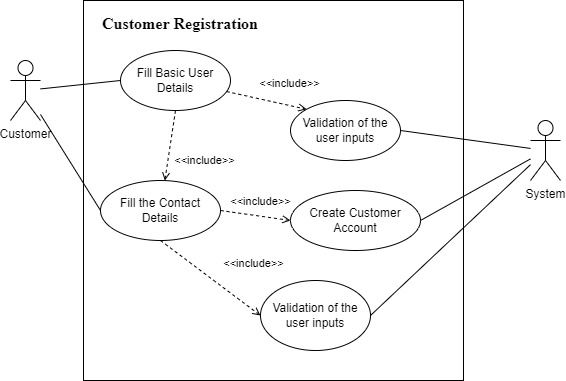 Customer Registration
Fill Basic User
Details
<<include>>
Validation of the
user inputs
Customer
<<include>>
System
Fill the Contact
Details
<<include>>
Create Customer
Account
<<include>>
Validation of the
user inputs